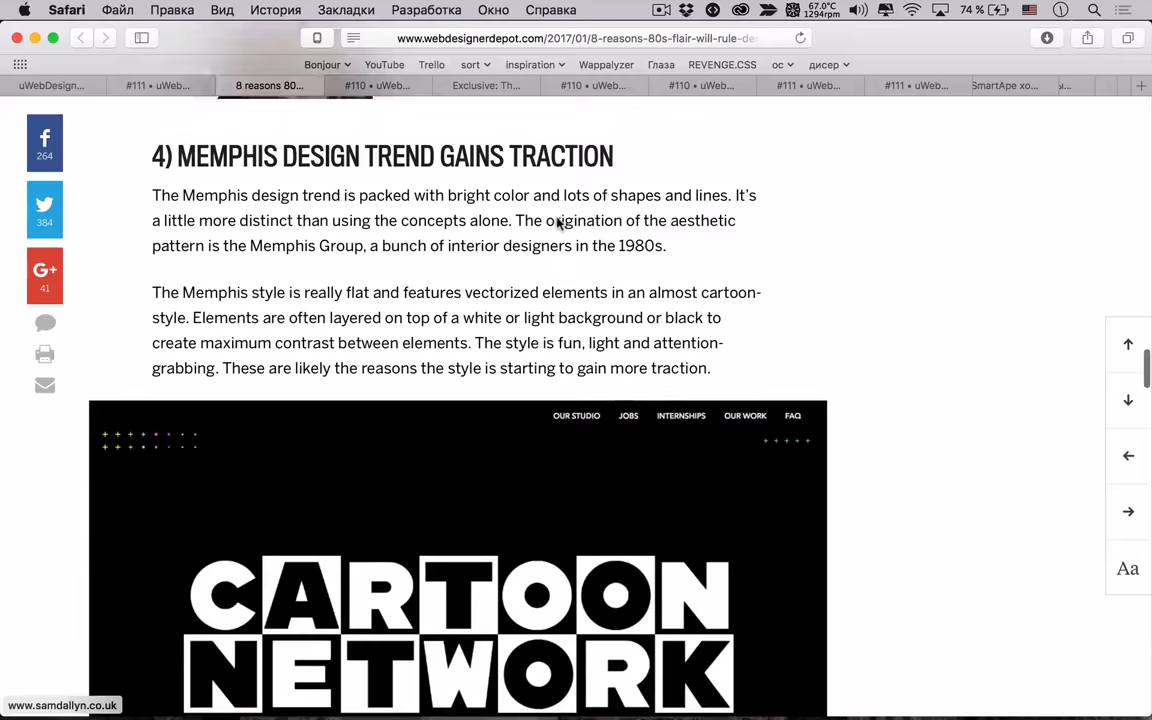 Safari Файл Правка Вид История Закладки Разработка Окно Справка 67.0°C 1294rpm 74 %
www.webdesignerdepot.com/2017/01/8-reasons-80s-flair-will-rule-de
Bonjour YouTube Trello sort inspiration Wappalyzer Глаза REVENGE.CSS ос дисер
uWebDesign... #111 • uWeb... 8 reasons 80... #110 • uWeb... Exclusive: Th... #110 • uWeb... #110 • uWeb... #111 • uWeb... #111 • uWeb... SmartApe хо...
264
384
G+
41
4) MEMPHIS DESIGN TREND GAINS TRACTION
The Memphis design trend is packed with bright color and lots of shapes and lines. It's
a little more distinct than using the concepts alone. The origination of the aesthetic
pattern is the Memphis Group, a bunch of interior designers in the 1980s.
The Memphis style is really flat and features vectorized elements in an almost cartoon-
style. Elements are often layered on top of a white or light background or black to
create maximum contrast between elements. The style is fun, light and attention-
grabbing. These are likely the reasons the style is starting to gain more traction.
OUR STUDIO JOBS INTERNSHIPS OUR WORK FAQ
CARTOON
NETWORK
Aa
www.samdallyn.co.uk